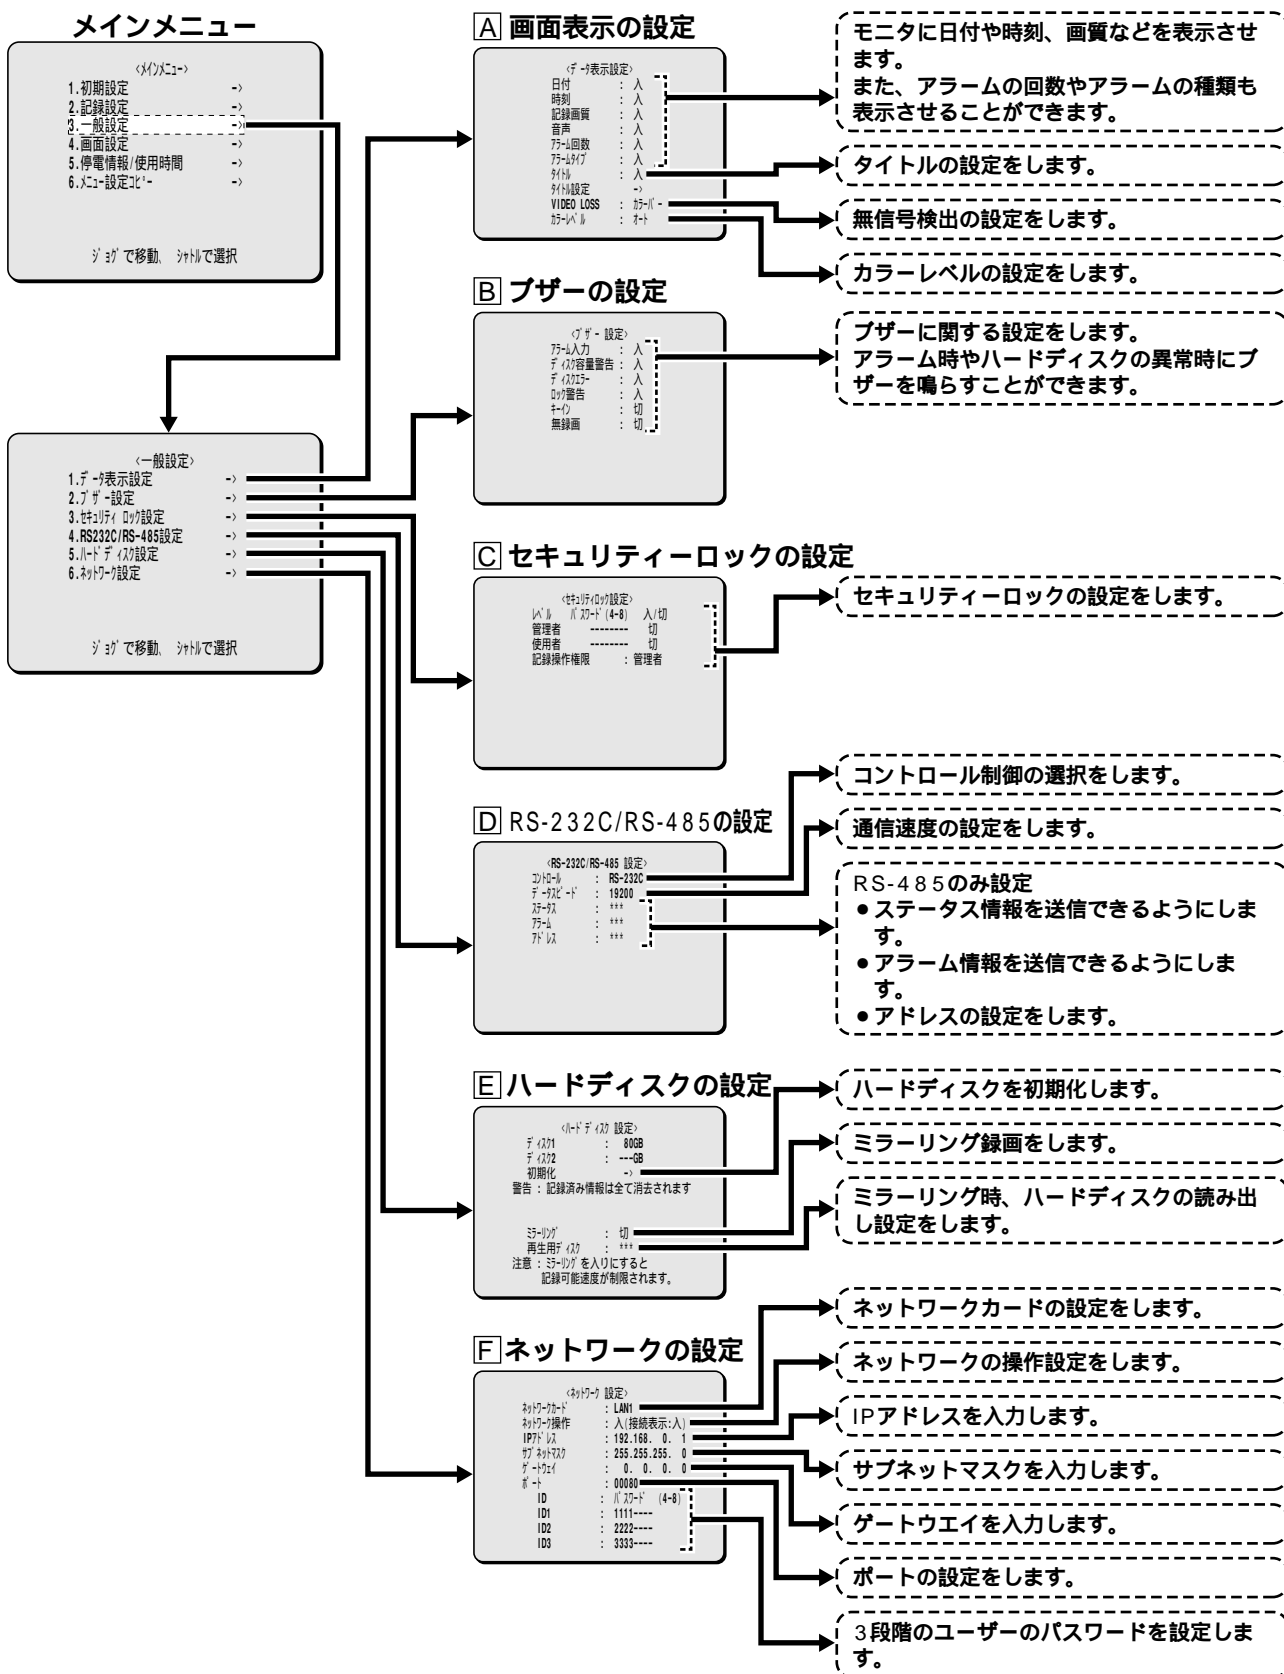 メインメニュー
〈メインメニュー〉
1.初期設定 ->
2.記録設定 ->
3.一般設定 ->
4.画面設定 ->
5.停電情報/使用時間 ->
6.メニュー設定コピー ->
ジョグで移動、 シャトルで選択
〈一般設定〉
1.データ表示設定 ->
2.ブザー設定 ->
3.セキュリティ ロック設定 ->
4.RS232C/RS-485設定 ->
5.ハードディスク設定 ->
6.ネットワーク設定 ->
ジョグで移動、 シャトルで選択
A 画面表示の設定
〈データ表示設定〉
日付 : 入
時刻 : 入
記録画質 : 入
音声 : 入
アラーム回数 : 入
アラームタイプ : 入
タイトル : 入
タイトル設定 ->
VIDEO LOSS : カラーバー
カラーレベル : オート
モニタに日付や時刻、画質などを表示させ
ます。
また、アラームの回数やアラームの種類も
表示させることができます。
タイトルの設定をします。
無信号検出の設定をします。
カラーレベルの設定をします。
B ブザーの設定
〈ブザー 設定〉
アラーム入力 : 入
ディスク容量警告 : 入
ディスクエラー : 入
ロック警告 : 入
キーイン : 切
無録画 : 切
ブザーに関する設定をします。
アラーム時やハードディスクの異常時にブ
ザーを鳴らすことができます。
C セキュリティーロックの設定
〈セキュリティロック設定〉
レベル パスワード(4-8) 入/切
管理者 -------- 切
使用者 -------- 切
記録操作権限 : 管理者
セキュリティーロックの設定をします。
D RS-232C/RS-485の設定
〈RS-232C/RS-485 設定〉
コントロール : RS-232C
データスピード : 19200
ステータス : ***
アラーム : ***
アドレス : ***
コントロール制御の選択をします。
通信速度の設定をします。
RS-485のみ設定
●ステータス情報を送信できるようにしま
す。
●アラーム情報を送信できるようにしま
す。
●アドレスの設定をします。
E ハードディスクの設定
〈ハードディスク 設定〉
ディスク1 : 80GB
ディスク2 : ---GB
初期化 ->
警告 : 記録済み情報は全て消去されます
ミラーリング : 切
再生用ディスク : ***
注意 : ミラーリングを入りにすると
記録可能速度が制限されます。
ハードディスクを初期化します。
ミラーリング録画をします。
ミラーリング時、ハードディスクの読み出
し設定をします。
F ネットワークの設定
〈ネットワーク 設定〉
ネットワークカード : LAN1
ネットワーク操作 : 入(接続表示:入)
IPアドレス : 192.168. 0. 1
サブネットマスク : 255.255.255. 0
ゲートウェイ : 0. 0. 0. 0
ポート : 00080
ID : パスワード (4-8)
ID1 : 1111----
ID2 : 2222----
ID3 : 3333----
ネットワークカードの設定をします。
ネットワークの操作設定をします。
IPアドレスを入力します。
サブネットマスクを入力します。
ゲートウエイを入力します。
ポートの設定をします。
3段階のユーザーのパスワードを設定しま
す。